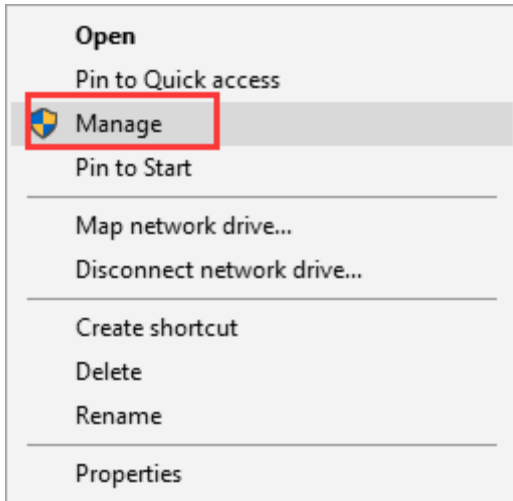 Open
Pin to Quick access
Manage
Pin to Start
Map network drive...
Disconnect network drive...
Create shortcut
Delete
Rename
Properties